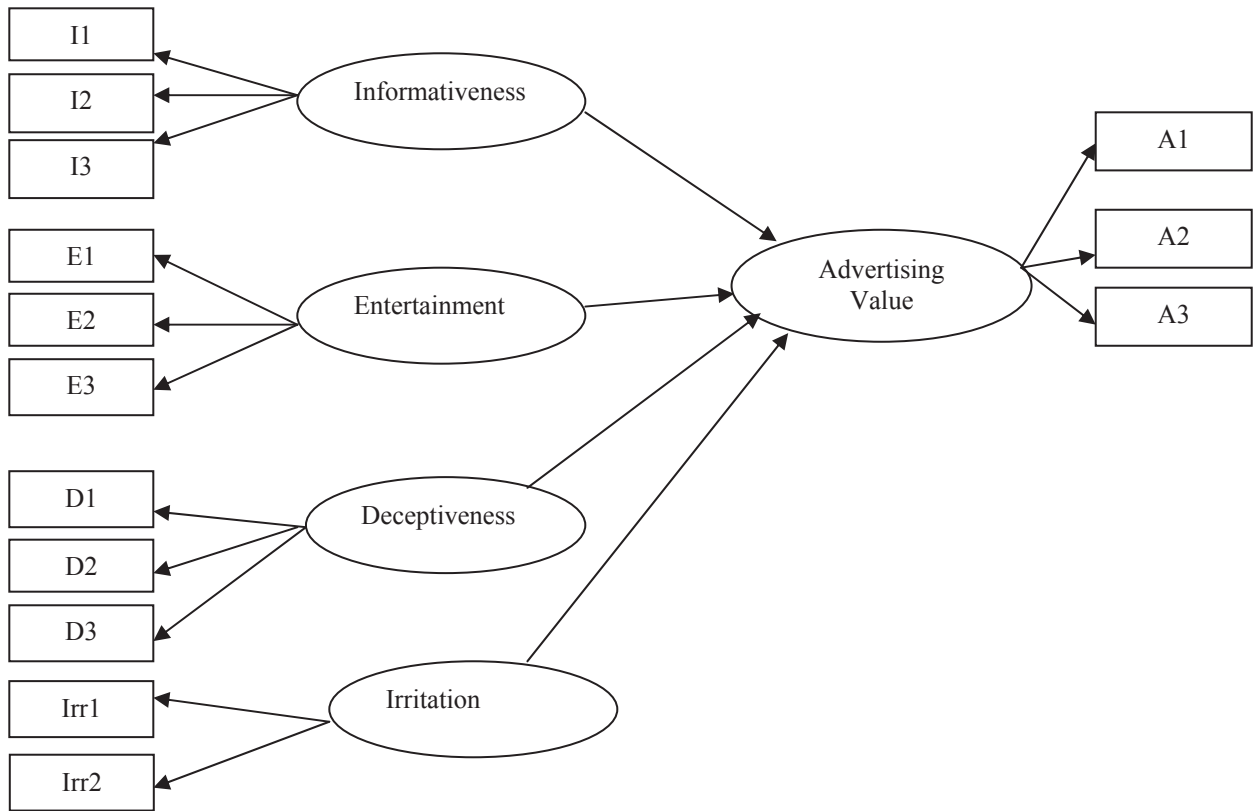 I1
I2
I3
Informativeness
E1
E2
E3
Entertainment
D1
D2
D3
Deceptiveness
Irr1
Irr2
Irritation
Advertising
Value
A1
A2
A3